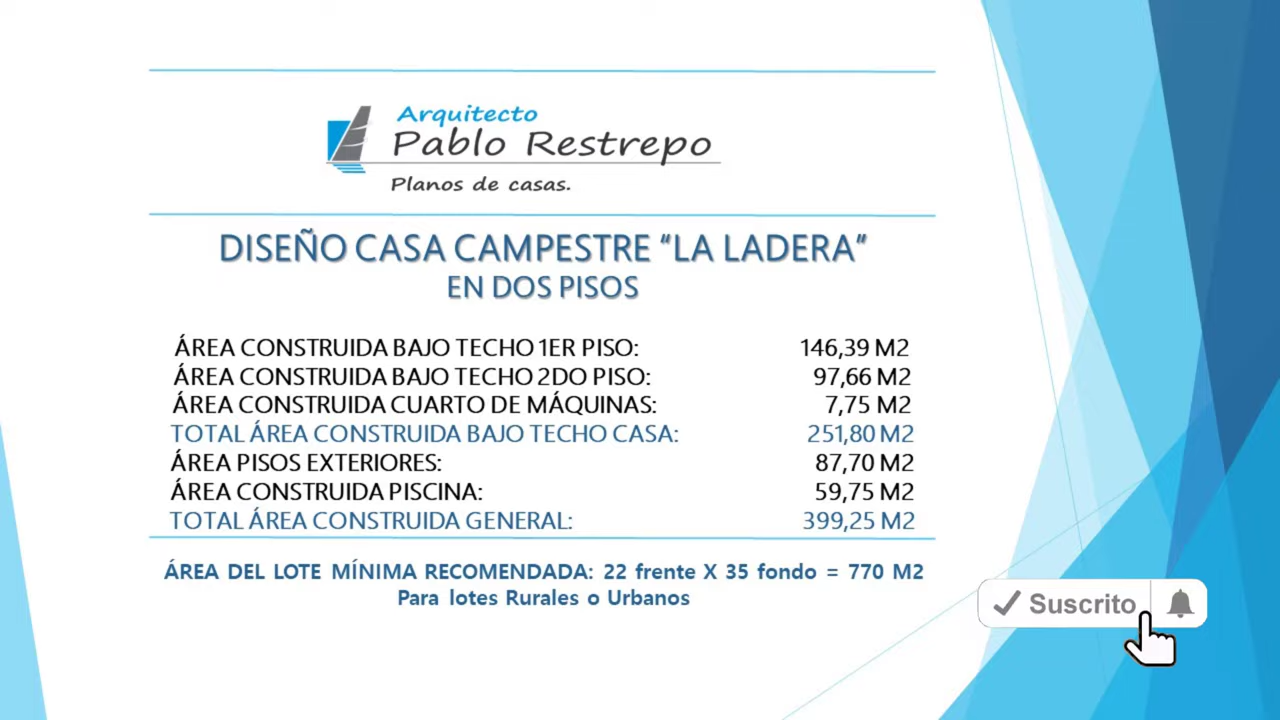 Arquitecto
Pablo Restrepo
Planos de casas.
DISEÑO CASA CAMPESTRE “LA LADERA”
EN DOS PISOS
ÁREA CONSTRUIDA BAJO TECHO 1ER PISO: 146,39 M2
ÁREA CONSTRUIDA BAJO TECHO 2DO PISO: 97,66 M2
ÁREA CONSTRUIDA CUARTO DE MÁQUINAS: 7,75 M2
TOTAL ÁREA CONSTRUIDA BAJO TECHO CASA: 251,80 M2
ÁREA PISOS EXTERIORES: 87,70 M2
ÁREA CONSTRUIDA PISCINA: 59,75 M2
TOTAL ÁREA CONSTRUIDA GENERAL: 399,25 M2
ÁREA DEL LOTE MÍNIMA RECOMENDADA: 22 frente X 35 fondo = 770 M2
Para lotes Rurales o Urbanos
Suscrito